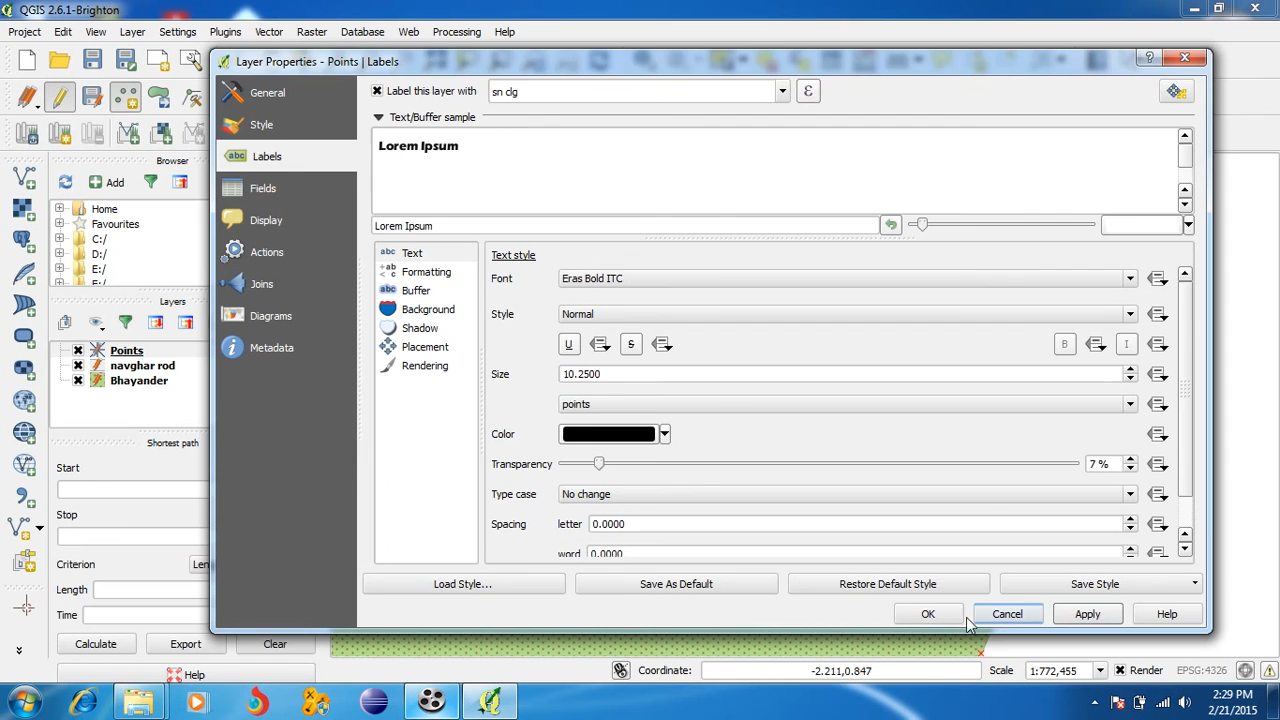 QGIS 2.6.1-Brighton
Project Edit View Layer Settings Plugins Vector Raster Database Web Processing Help
Layer Properties - Points | Labels
General
Style
Labels
Fields
Display
Actions
Joins
Diagrams
Metadata
Label this layer with sn clg ε
Text/Buffer sample
Lorem Ipsum
Lorem Ipsum
abc Text
Formatting
abc Buffer
Background
Shadow
Placement
Rendering
Text style
Font Eras Bold ITC
Style Normal
U S B I
Size 10.2500
points
Color
Transparency 7 %
Type case No change
Spacing letter 0.0000
word 0.0000
Load Style... Save As Default Restore Default Style Save Style
OK Cancel Apply Help
Browser
Add
Home
Favourites
C:/
D:/
E:/
Layers
Points
navghar rod
Bhayander
Shortest path
Start
Stop
Criterion Len
Length
Time
Calculate Export Clear
Help
Coordinate: -2.211,0.847 Scale 1:772,455 Render EPSG:4326
2:29 PM
2/21/2015